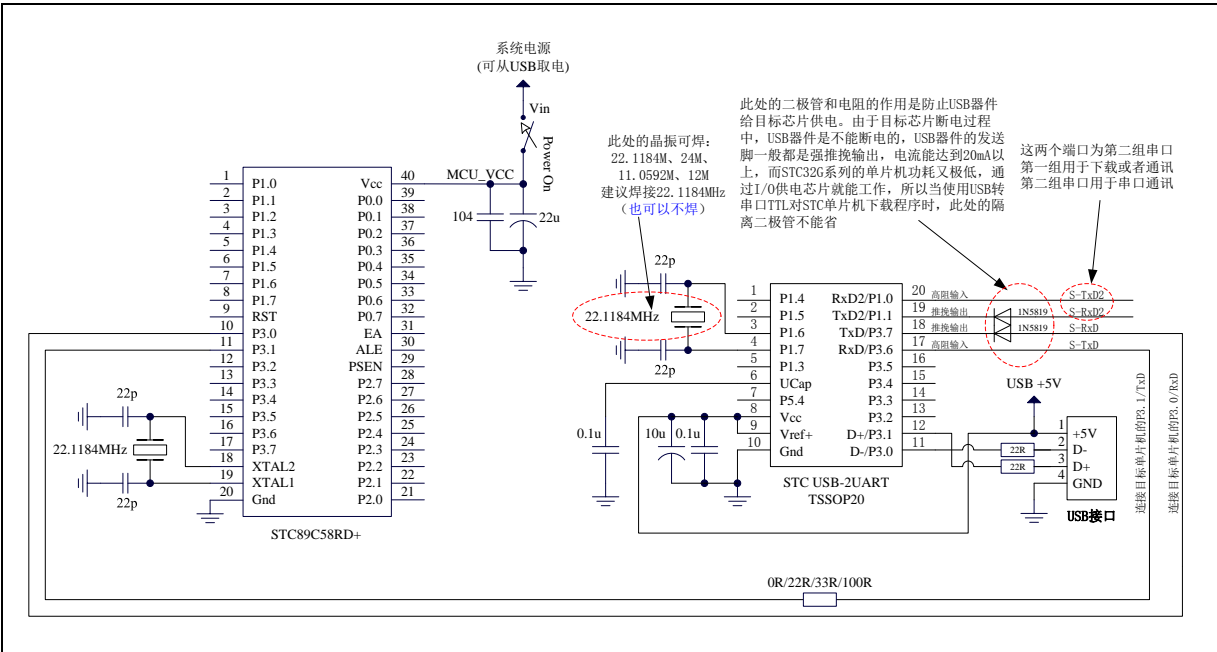 系统电源
(可从USB取电)
Vin
Power On
MCU_VCC
104
22u
1 P1.0
2 P1.1
3 P1.2
4 P1.3
5 P1.4
6 P1.5
7 P1.6
8 P1.7
9 RST
10 P3.0
11 P3.1
12 P3.2
13 P3.3
14 P3.4
15 P3.5
16 P3.6
17 P3.7
18 XTAL2
19 XTAL1
20 Gnd
Vcc 40
P0.0 39
P0.1 38
P0.2 37
P0.3 36
P0.4 35
P0.5 34
P0.6 33
P0.7 32
EA 31
ALE 30
PSEN 29
P2.7 28
P2.6 27
P2.5 26
P2.4 25
P2.3 24
P2.2 23
P2.1 22
P2.0 21
STC89C58RD+
22p
22.1184MHz
22p
此处的晶振可焊：
22.1184M、24M、
11.0592M、12M
建议焊接22.1184MHz
（也可以不焊）
此处的二极管和电阻的作用是防止USB器件
给目标芯片供电。由于目标芯片断电过程
中，USB器件是不能断电的，USB器件的发送
脚一般都是强推挽输出，电流能达到20mA以
上，而STC32G系列的单片机功耗又极低，通
过I/O供电芯片就能工作，所以当使用USB转
串口TTL对STC单片机下载程序时，此处的隔
离二极管不能省
这两个端口为第二组串口
第一组用于下载或者通讯
第二组串口用于串口通讯
22p
22.1184MHz
22p
1 P1.4
2 P1.5
3 P1.6
4 P1.7
5 P1.3
6 UCap
7 P5.4
8 Vcc
9 Vref+
10 Gnd
RxD2/P1.0 20 高阻输入 S-TxD2
TxD2/P1.1 19 推挽输出 1N5819 S-RxD2
TxD/P3.7 18 推挽输出 1N5819 S-RxD
RxD/P3.6 17 高阻输入 S-TxD
P3.5 16
P3.4 15
P3.3 14
P3.2 13
D+/P3.1 12
D-/P3.0 11
STC USB-2UART
TSSOP20
0.1u
10u
0.1u
22R
22R
USB +5V
1 +5V
2 D-
3 D+
4 GND
USB接口
连接目标单片机的P3.1/TxD
连接目标单片机的P3.0/RxD
0R/22R/33R/100R